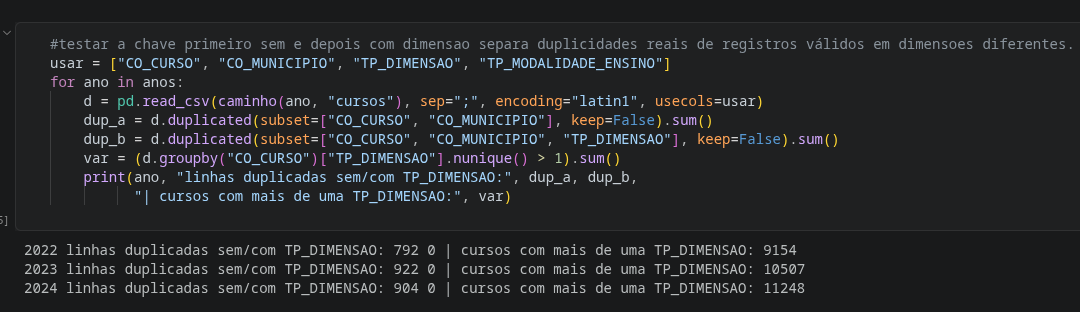 #testar a chave primeiro sem e depois com dimensao separa duplicidades reais de registros válidos em dimensoes diferentes.
usar = ["CO_CURSO", "CO_MUNICIPIO", "TP_DIMENSAO", "TP_MODALIDADE_ENSINO"]
for ano in anos:
    d = pd.read_csv(caminho(ano, "cursos"), sep=";", encoding="latin1", usecols=usar)
    dup_a = d.duplicated(subset=["CO_CURSO", "CO_MUNICIPIO"], keep=False).sum()
    dup_b = d.duplicated(subset=["CO_CURSO", "CO_MUNICIPIO", "TP_DIMENSAO"], keep=False).sum()
    var = (d.groupby("CO_CURSO")["TP_DIMENSAO"].nunique() > 1).sum()
    print(ano, "linhas duplicadas sem/com TP_DIMENSAO:", dup_a, dup_b,
          "| cursos com mais de uma TP_DIMENSAO:", var)
2022 linhas duplicadas sem/com TP_DIMENSAO: 792 0 | cursos com mais de uma TP_DIMENSAO: 9154
2023 linhas duplicadas sem/com TP_DIMENSAO: 922 0 | cursos com mais de uma TP_DIMENSAO: 10507
2024 linhas duplicadas sem/com TP_DIMENSAO: 904 0 | cursos com mais de uma TP_DIMENSAO: 11248